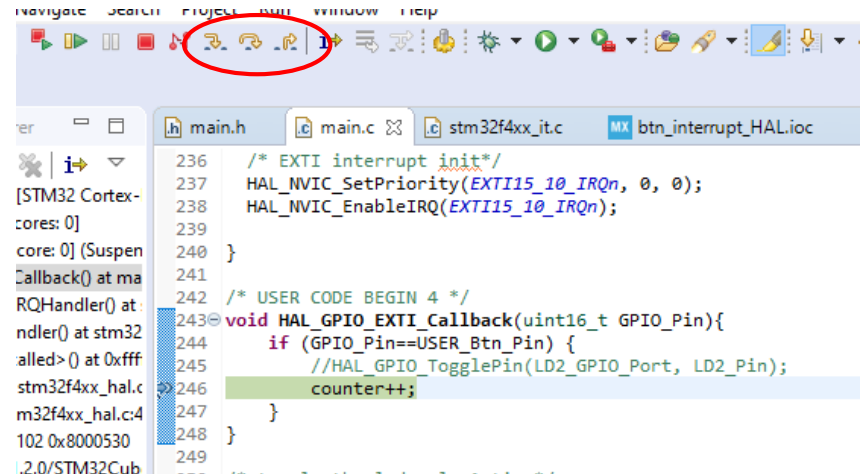 Navigate Search Project Run Window Help
main.h main.c stm32f4xx_it.c MX btn_interrupt_HAL.ioc
[STM32 Cortex-
cores: 0]
core: 0] (Suspen
Callback() at ma
RQHandler() at
ndler() at stm32
alled>() at 0xfff
stm32f4xx_hal.c
m32f4xx_hal.c:4
102 0x8000530
.2.0/STM32Cub
236 /* EXTI interrupt init*/
237 HAL_NVIC_SetPriority(EXTI15_10_IRQn, 0, 0);
238 HAL_NVIC_EnableIRQ(EXTI15_10_IRQn);
239
240 }
241
242 /* USER CODE BEGIN 4 */
243 void HAL_GPIO_EXTI_Callback(uint16_t GPIO_Pin){
244 if (GPIO_Pin==USER_Btn_Pin) {
245 //HAL_GPIO_TogglePin(LD2_GPIO_Port, LD2_Pin);
246 counter++;
247 }
248 }
249